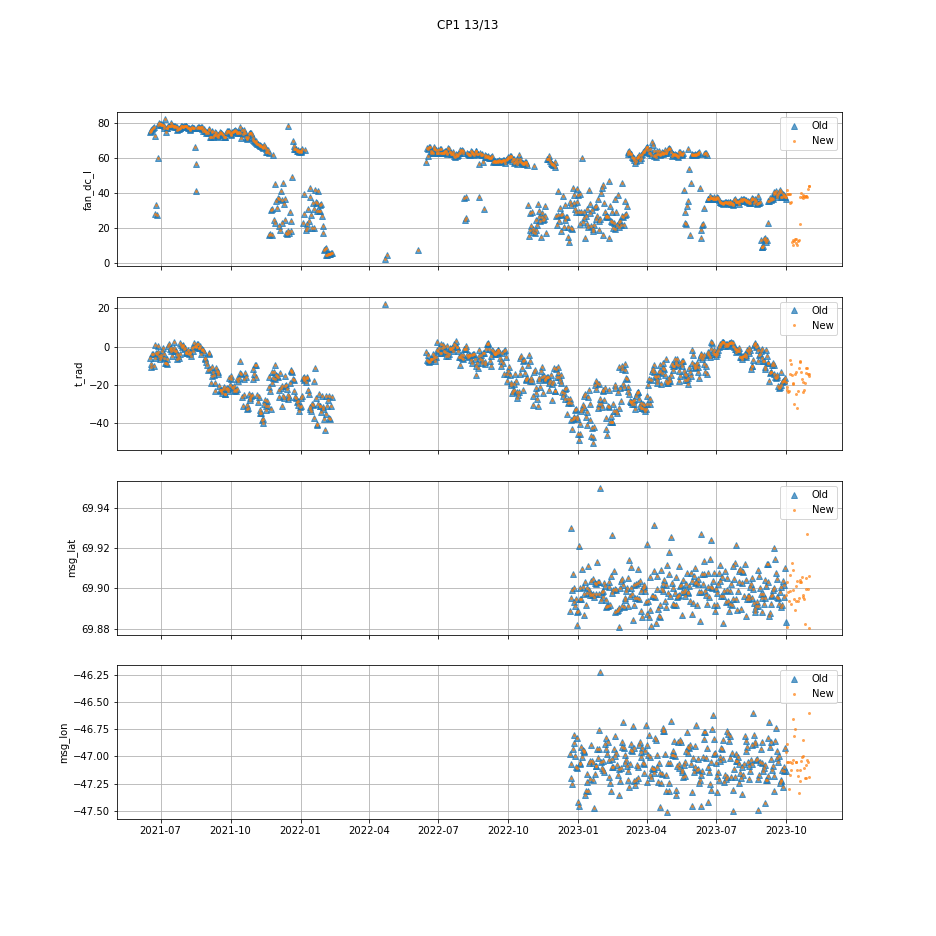 CP1 13/13
80
60
40
20
0
fan_dc_I
Old
New
20
0
−20
−40
t_rad
Old
New
69.94
69.92
69.90
69.88
msg_lat
Old
New
−46.25
−46.50
−46.75
−47.00
−47.25
−47.50
msg_lon
Old
New
2021-07 2021-10 2022-01 2022-04 2022-07 2022-10 2023-01 2023-04 2023-07 2023-10